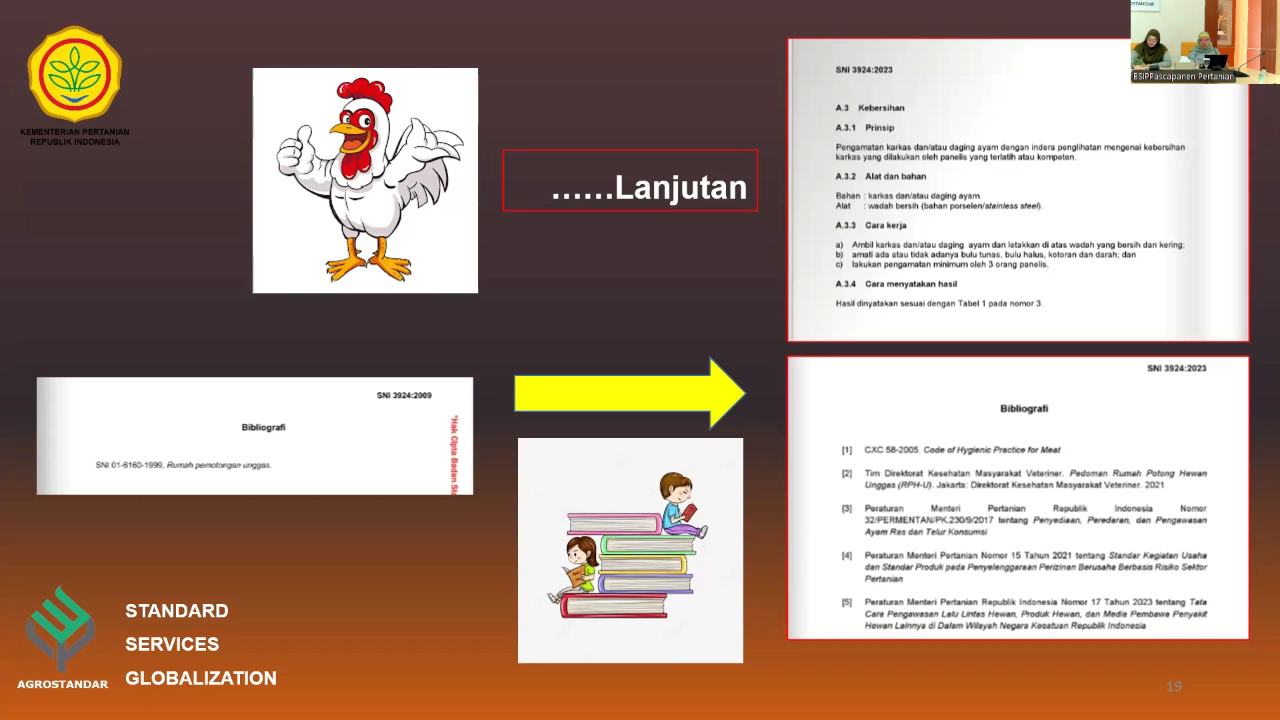 KEMENTERIAN PERTANIAN
REPUBLIK INDONESIA
......Lanjutan
SNI 3924:2023
A.3 Kebersihan
A.3.1 Prinsip
Pengamatan karkas dan/atau daging ayam dengan indera penglihatan mengenai kebersihan
karkas yang dilakukan oleh panelis yang terlatih atau kompeten.
A.3.2 Alat dan bahan
Bahan : karkas dan/atau daging ayam.
Alat : wadah bersih (bahan porselen/stainless steel).
A.3.3 Cara kerja
a) Ambil karkas dan/atau daging ayam dan letakkan di atas wadah yang bersih dan kering;
b) amati ada atau tidak adanya bulu tunas, bulu halus, kotoran dan darah; dan
c) lakukan pengamatan minimum oleh 3 orang panelis.
A.3.4 Cara menyatakan hasil
Hasil dinyatakan sesuai dengan Tabel 1 pada nomor 3.
BSIPPascapanen Pertanian
SNI 3924:2009
Bibliografi
SNI 01-6160-1999, Rumah pemotongan unggas.
"Hak Cipta Badan
SNI 3924:2023
Bibliografi
[1] CXC 58-2005. Code of Hygienic Practice for Meat
[2] Tim Direktorat Kesehatan Masyarakat Veteriner. Pedoman Rumah Potong Hewan
Unggas (RPH-U). Jakarta: Direktorat Kesehatan Masyarakat Veteriner. 2021
[3] Peraturan Menteri Pertanian Republik Indonesia Nomor
32/PERMENTAN/PK.230/9/2017 tentang Penyediaan, Peredaran, dan Pengawasan
Ayam Ras dan Telur Konsumsi
[4] Peraturan Menteri Pertanian Nomor 15 Tahun 2021 tentang Standar Kegiatan Usaha
dan Standar Produk pada Penyelenggaraan Perizinan Berusaha Berbasis Risiko Sektor
Pertanian
[5] Peraturan Menteri Pertanian Republik Indonesia Nomor 17 Tahun 2023 tentang Tata
Cara Pengawasan Lalu Lintas Hewan, Produk Hewan, dan Media Pembawa Penyakit
Hewan Lainnya di Dalam Wilayah Negara Kesatuan Republik Indonesia
STANDARD
SERVICES
GLOBALIZATION
AGROSTANDAR
19